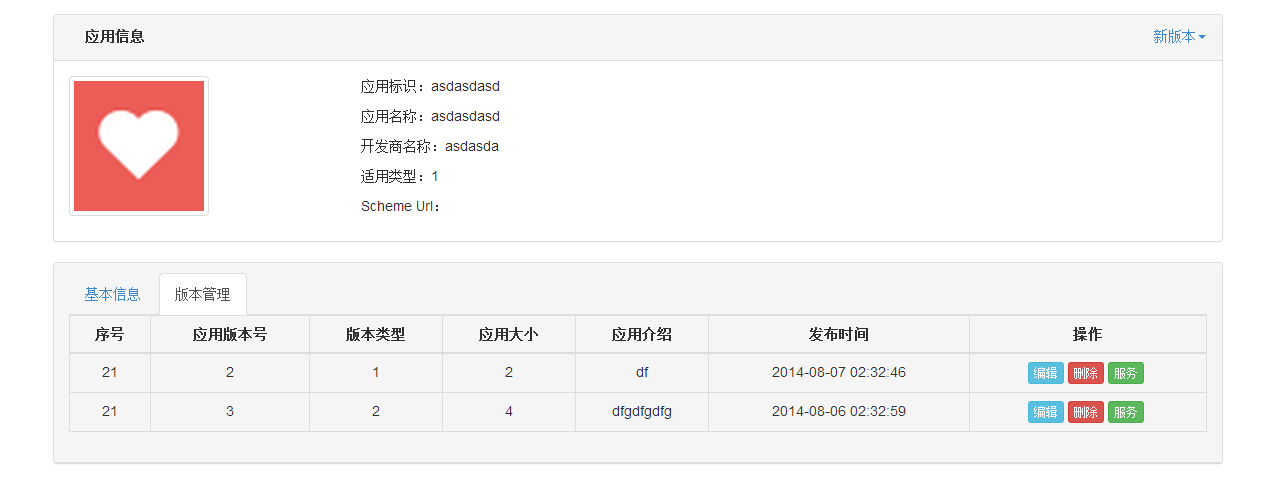 应用信息 新版本
应用标识：asdasdasd
应用名称：asdasdasd
开发商名称：asdasda
适用类型：1
Scheme Url：
基本信息 版本管理
序号 应用版本号 版本类型 应用大小 应用介绍 发布时间 操作
21 2 1 2 df 2014-08-07 02:32:46 编辑 删除 服务
21 3 2 4 dfgdfgdfg 2014-08-06 02:32:59 编辑 删除 服务